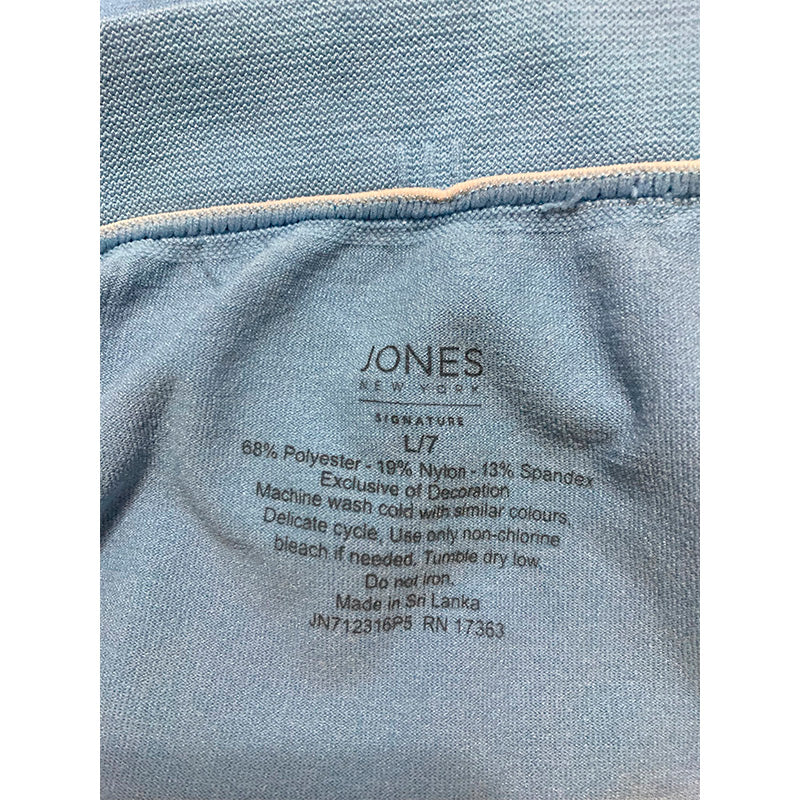 JONES
NEW YORK
SIGNATURE
L/7
68% Polyester - 19% Nylon - 13% Spandex
Exclusive of Decoration
Machine wash cold with similar colours,
Delicate cycle, Use only non-chlorine
bleach if needed, Tumble dry low,
Do not iron.
Made in Sri Lanka
JN712316P5 RN 17363